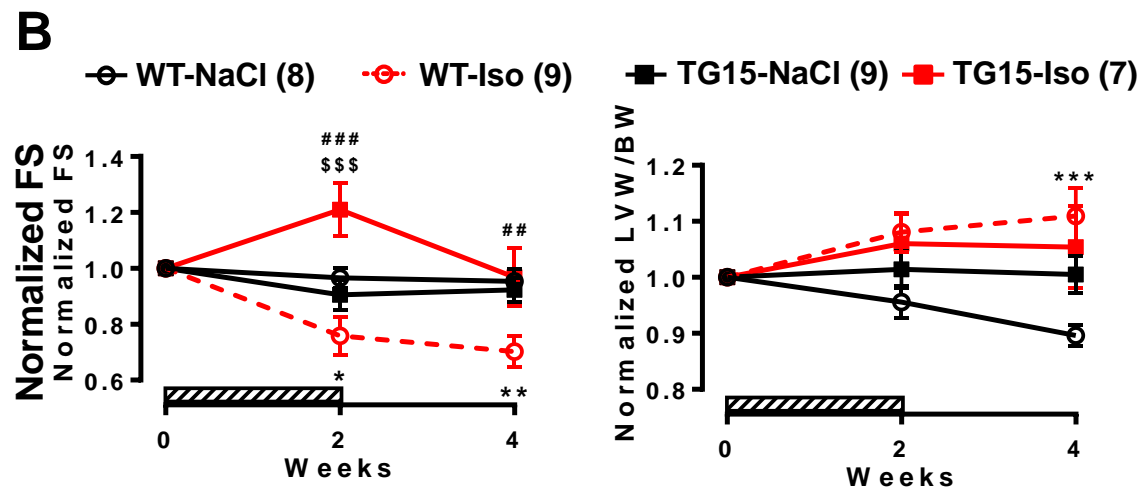 B
WT-NaCl (8) WT-Iso (9) TG15-NaCl (9) TG15-Iso (7)
Normalized FS
Normalized FS
1.4
1.2
1.0
0.8
0.6
###
$$$
##
*
**
0 2 4
Weeks
Normalized LVW/BW
1.2
1.1
1.0
0.9
0.8
***
0 2 4
Weeks